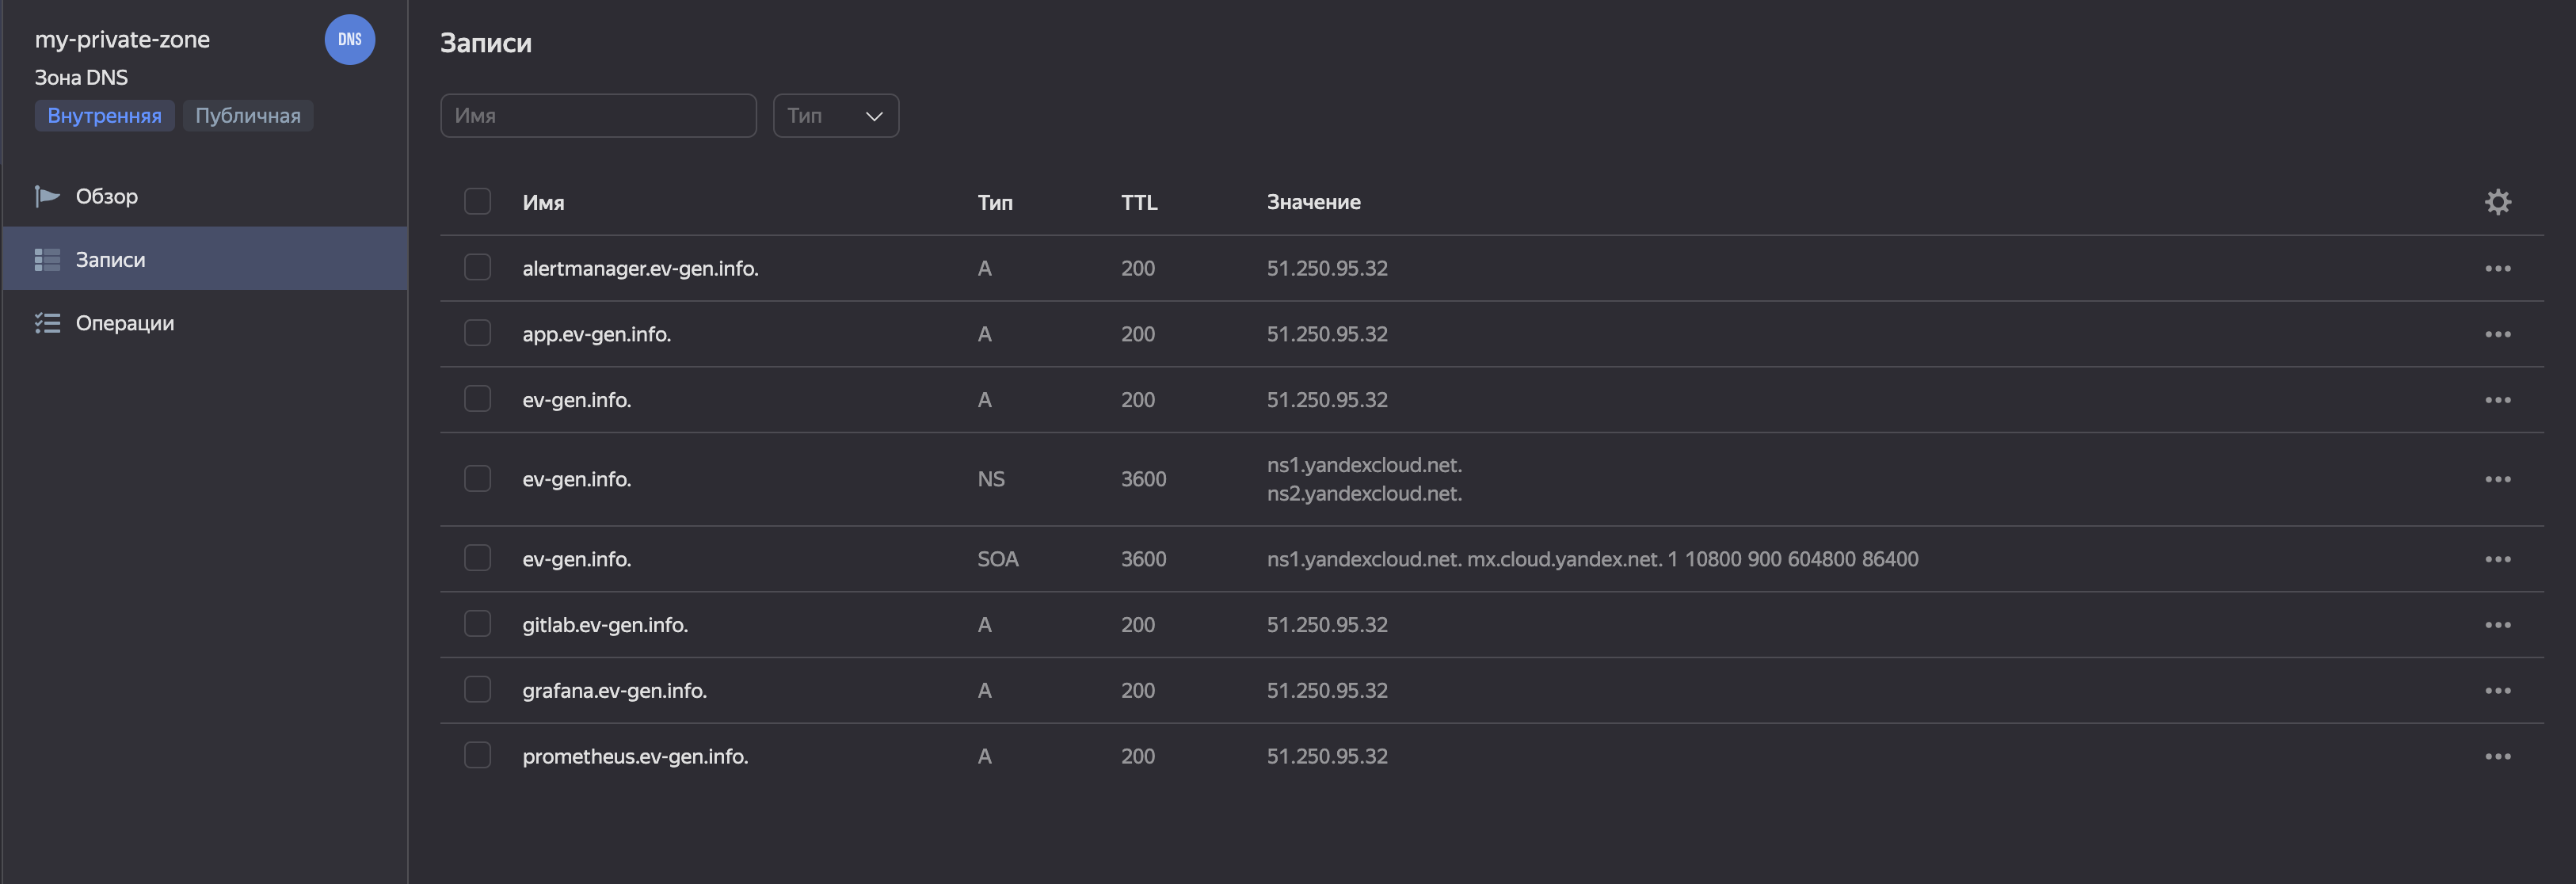 my-private-zone
DNS
Зона DNS
Внутренняя Публичная
Обзор
Записи
Операции
Записи
Имя Тип
Имя Тип TTL Значение
alertmanager.ev-gen.info. A 200 51.250.95.32
app.ev-gen.info. A 200 51.250.95.32
ev-gen.info. A 200 51.250.95.32
ev-gen.info. NS 3600 ns1.yandexcloud.net.
ns2.yandexcloud.net.
ev-gen.info. SOA 3600 ns1.yandexcloud.net. mx.cloud.yandex.net. 1 10800 900 604800 86400
gitlab.ev-gen.info. A 200 51.250.95.32
grafana.ev-gen.info. A 200 51.250.95.32
prometheus.ev-gen.info. A 200 51.250.95.32